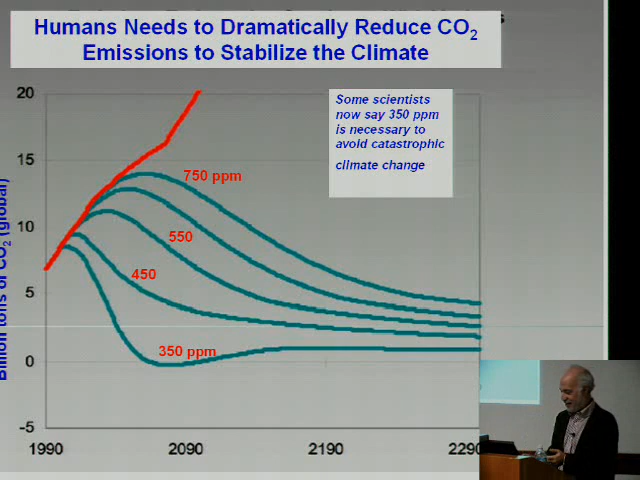 Humans Needs to Dramatically Reduce CO2
Emissions to Stabilize the Climate
Some scientists
now say 350 ppm
is necessary to
avoid catastrophic
climate change
20
15
10
5
0
-5
Billion tons of CO2 (global)
750 ppm
550
450
350 ppm
1990
2090
2190
2290